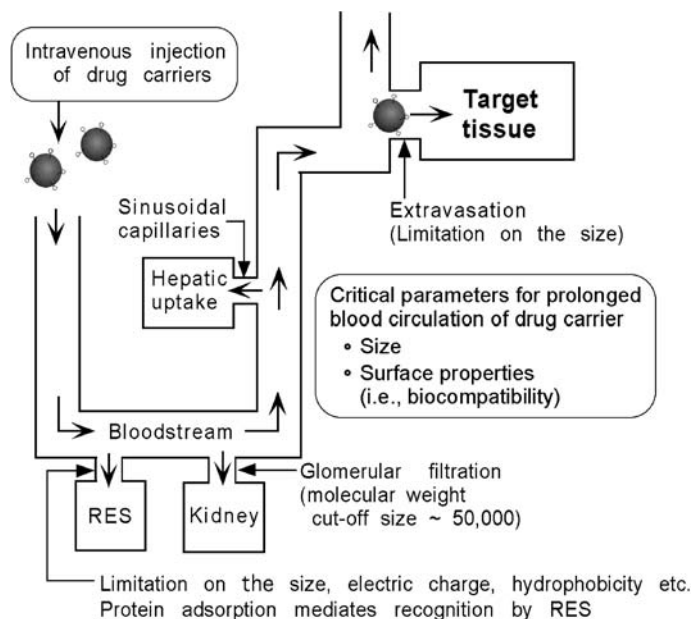 Intravenous injection
of drug carriers
Target
tissue
Extravasation
(Limitation on the size)
Sinusoidal
capillaries
Hepatic
uptake
Critical parameters for prolonged
blood circulation of drug carrier
° Size
° Surface properties
(i.e., biocompatibility)
Bloodstream
RES
Kidney
Glomerular filtration
(molecular weight
cut-off size ~ 50,000)
Limitation on the size, electric charge, hydrophobicity etc.
Protein adsorption mediates recognition by RES